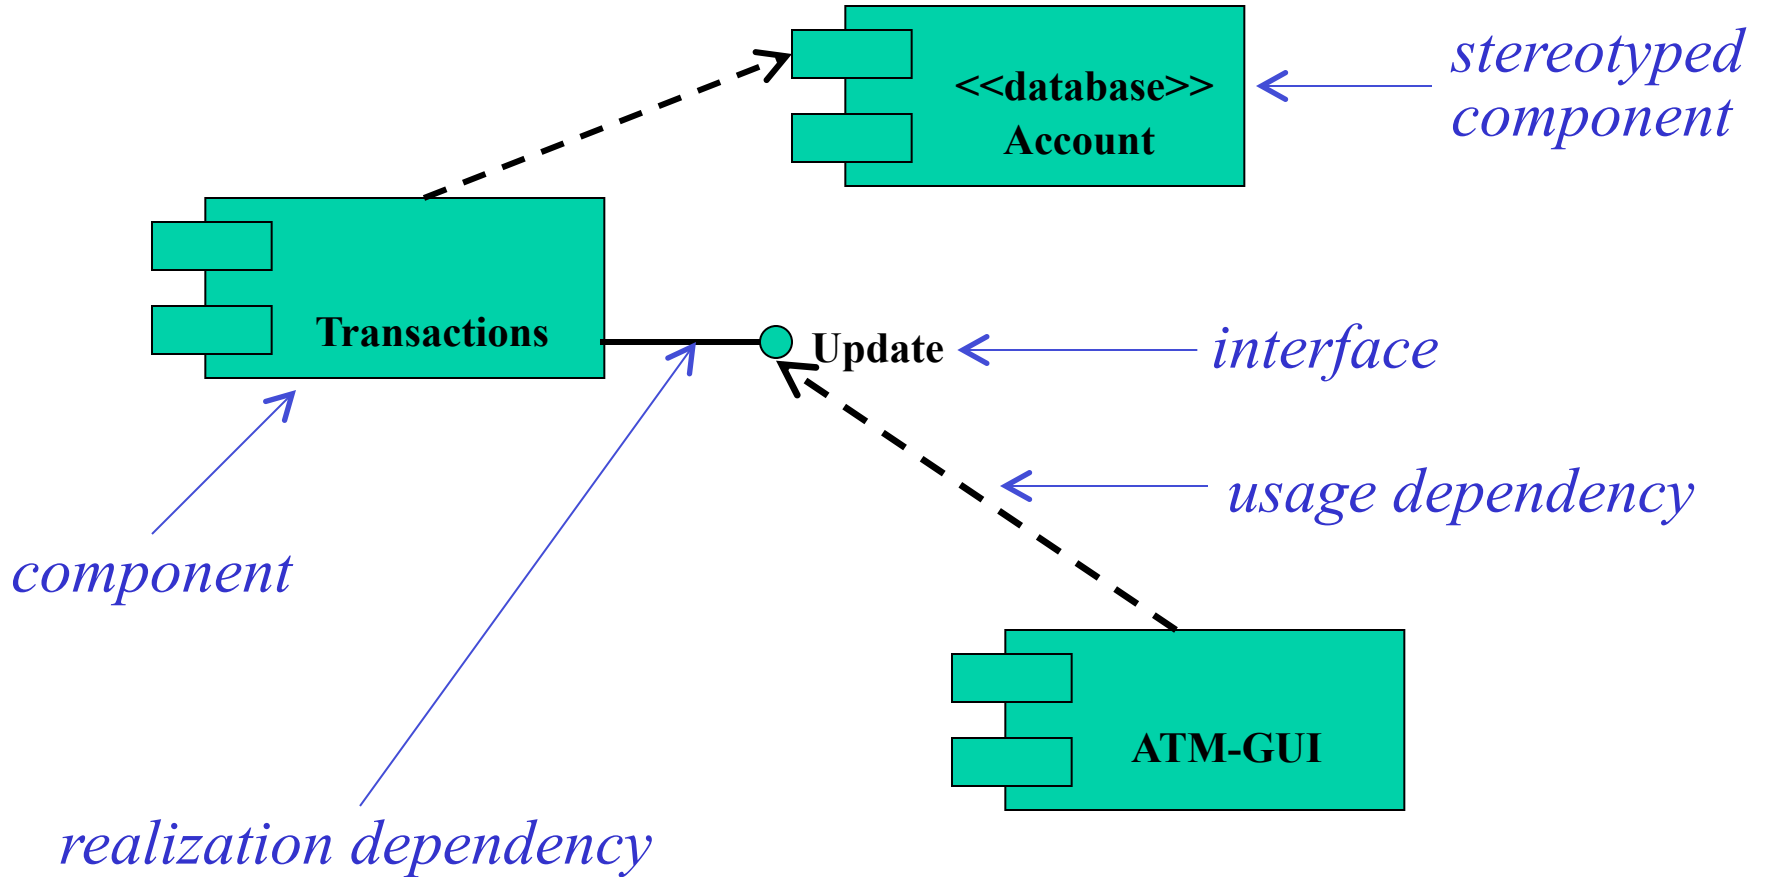 stereotyped
component
<<database>>
Account
Transactions
Update
interface
usage dependency
component
ATM-GUI
realization dependency